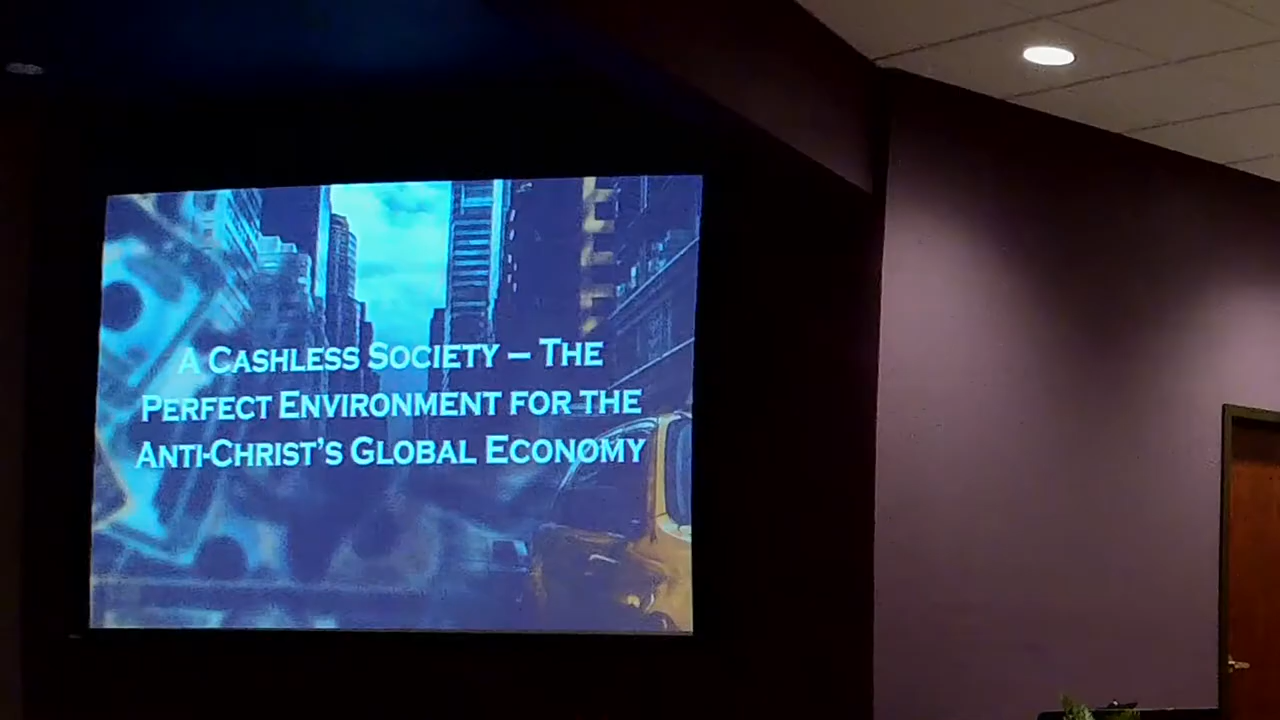 A Cashless Society – The
Perfect Environment for the
Anti-Christ's Global Economy